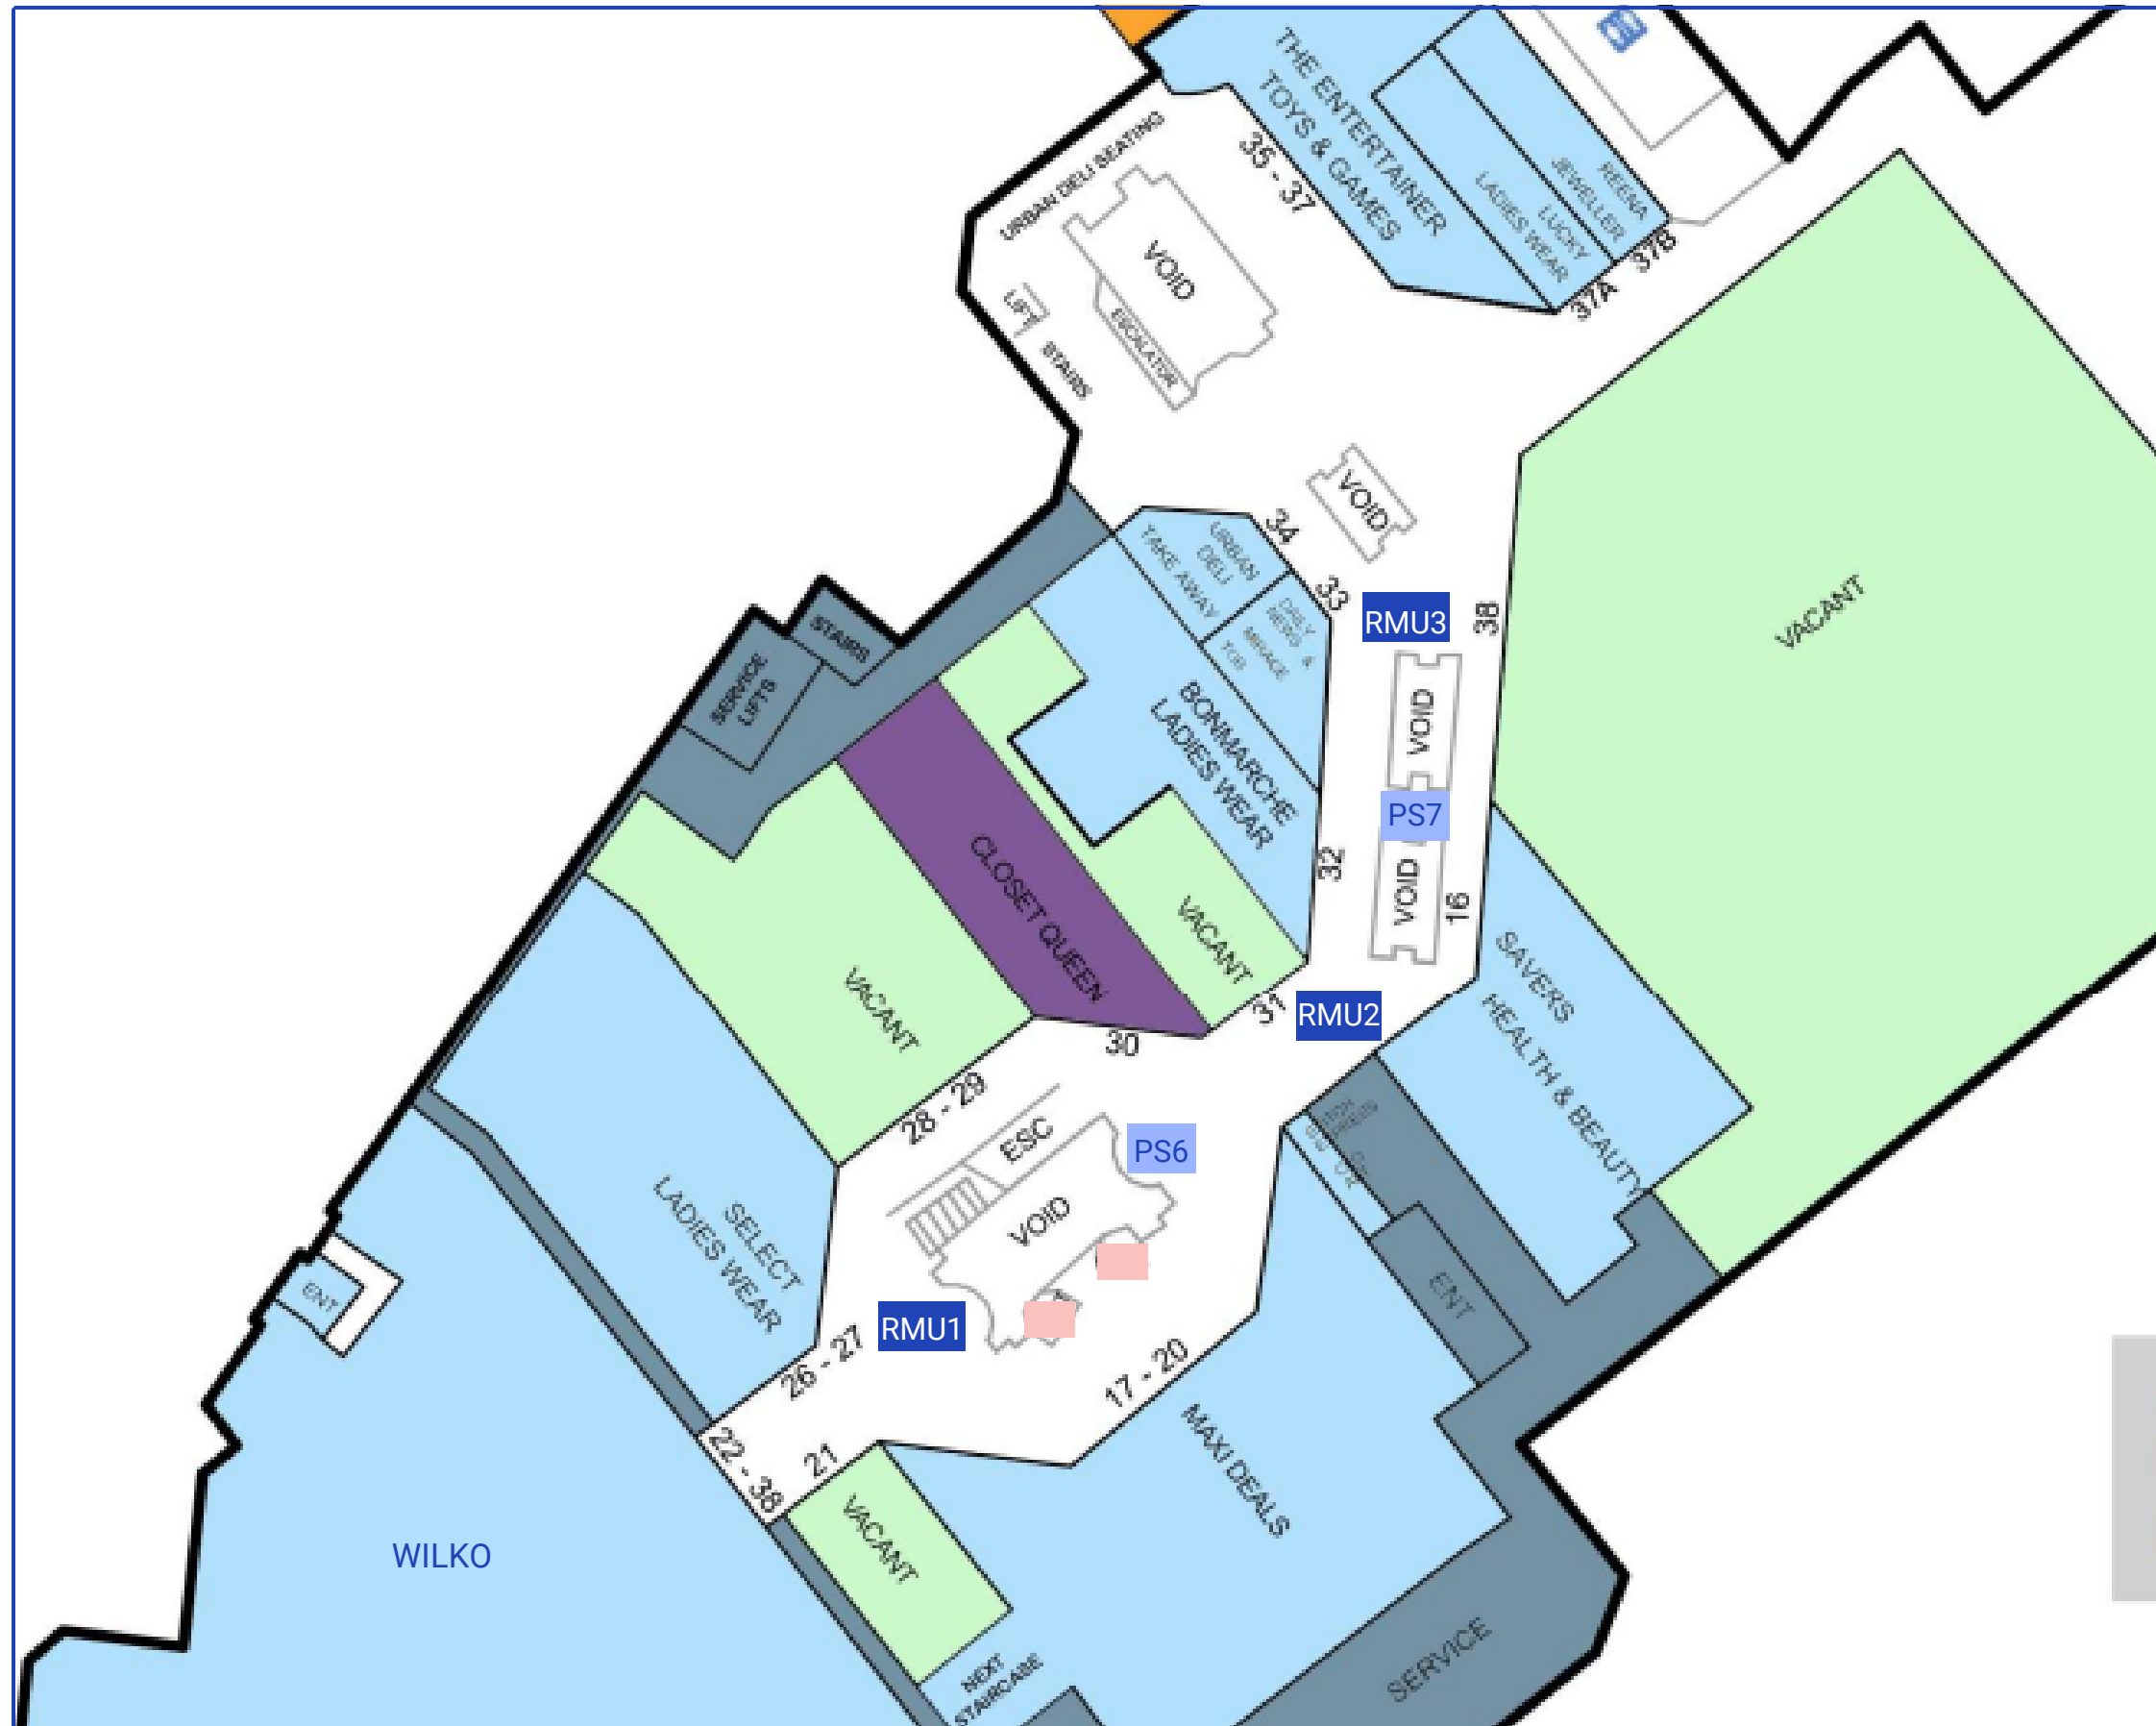 THE ENTERTAINER
TOYS & GAMES
35 - 37
LADIES WEAR
LUCKY
JEWELLER
REENA
37A
37B
URBAN DELI SEATING
VOID
ESCALATOR
LIFT
STAIRS
VOID
34
URBAN
DELI
TAKE AWAY
33
RMU3
38
VACANT
MIRAGE
STAIRS
SERVICE
LIFTS
BONMARCHE
LADIES WEAR
VOID
PS7
VOID
32
16
CLOSET QUEEN
VACANT
31
RMU2
SAVERS
HEALTH & BEAUTY
VACANT
30
28 - 29
ESC
VOID
PS6
SELECT
LADIES WEAR
RMU1
26 - 27
17 - 20
ENT
ENT
22 - 38
21
VACANT
MAXI DEALS
WILKO
NEXT
STAIRCASE
SERVICE